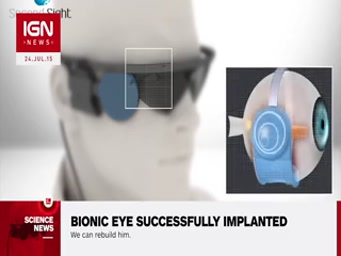 Second Sight
IGN
NEWS
24.JUL.15
SCIENCE
NEWS
BIONIC EYE SUCCESSFULLY IMPLANTED
We can rebuild him.